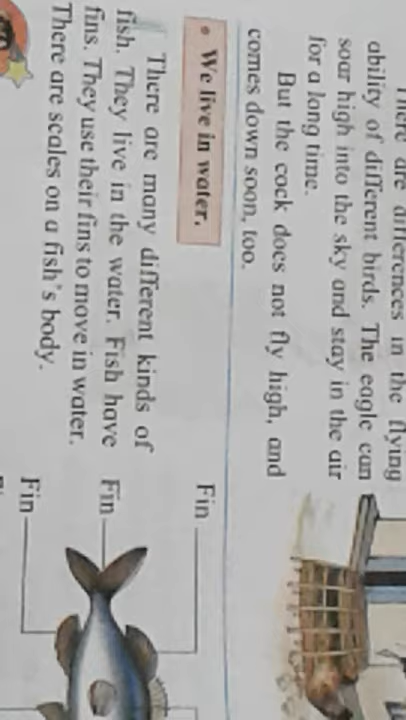 There are differences in the flying
ability of different birds. The eagle can
soar high into the sky and stay in the air
for a long time.
But the cock does not fly high, and
comes down soon, too.
• We live in water.
There are many different kinds of
fish. They live in the water. Fish have
fins. They use their fins to move in water.
There are scales on a fish's body.
Fin
Fin
Fin